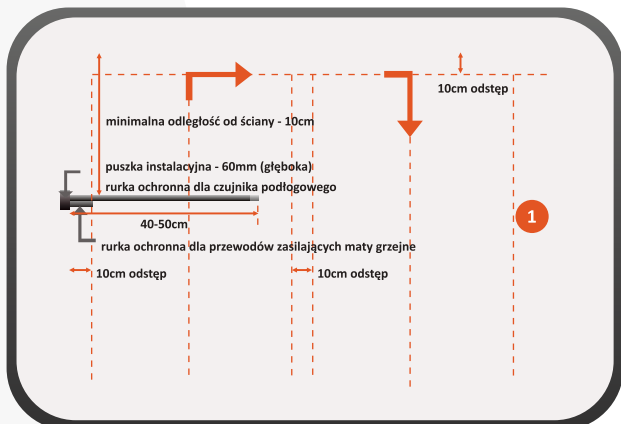 10cm odstęp
minimalna odległość od ściany - 10cm
puszka instalacyjna - 60mm (głęboka)
rurka ochronna dla czujnika podłogowego
40-50cm
1
rurka ochronna dla przewodów zasilających maty grzejne
10cm odstęp
10cm odstęp